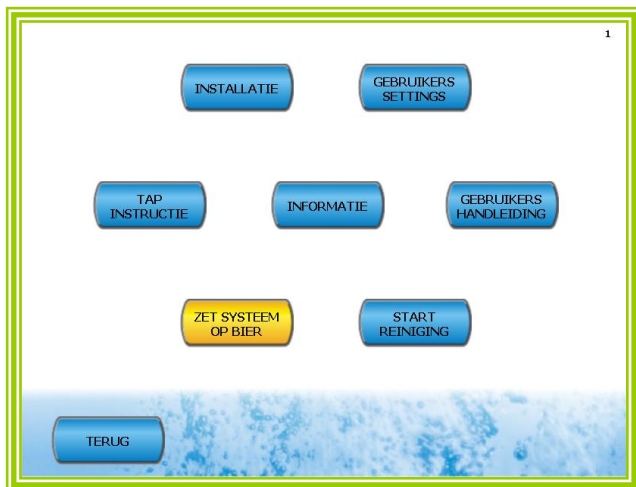 1
INSTALLATIE
GEBRUIKERS
SETTINGS
TAP
INSTRUCTIE
INFORMATIE
GEBRUIKERS
HANDLEIDING
ZET SYSTEEM
OP BIER
START
REINIGING
TERUG